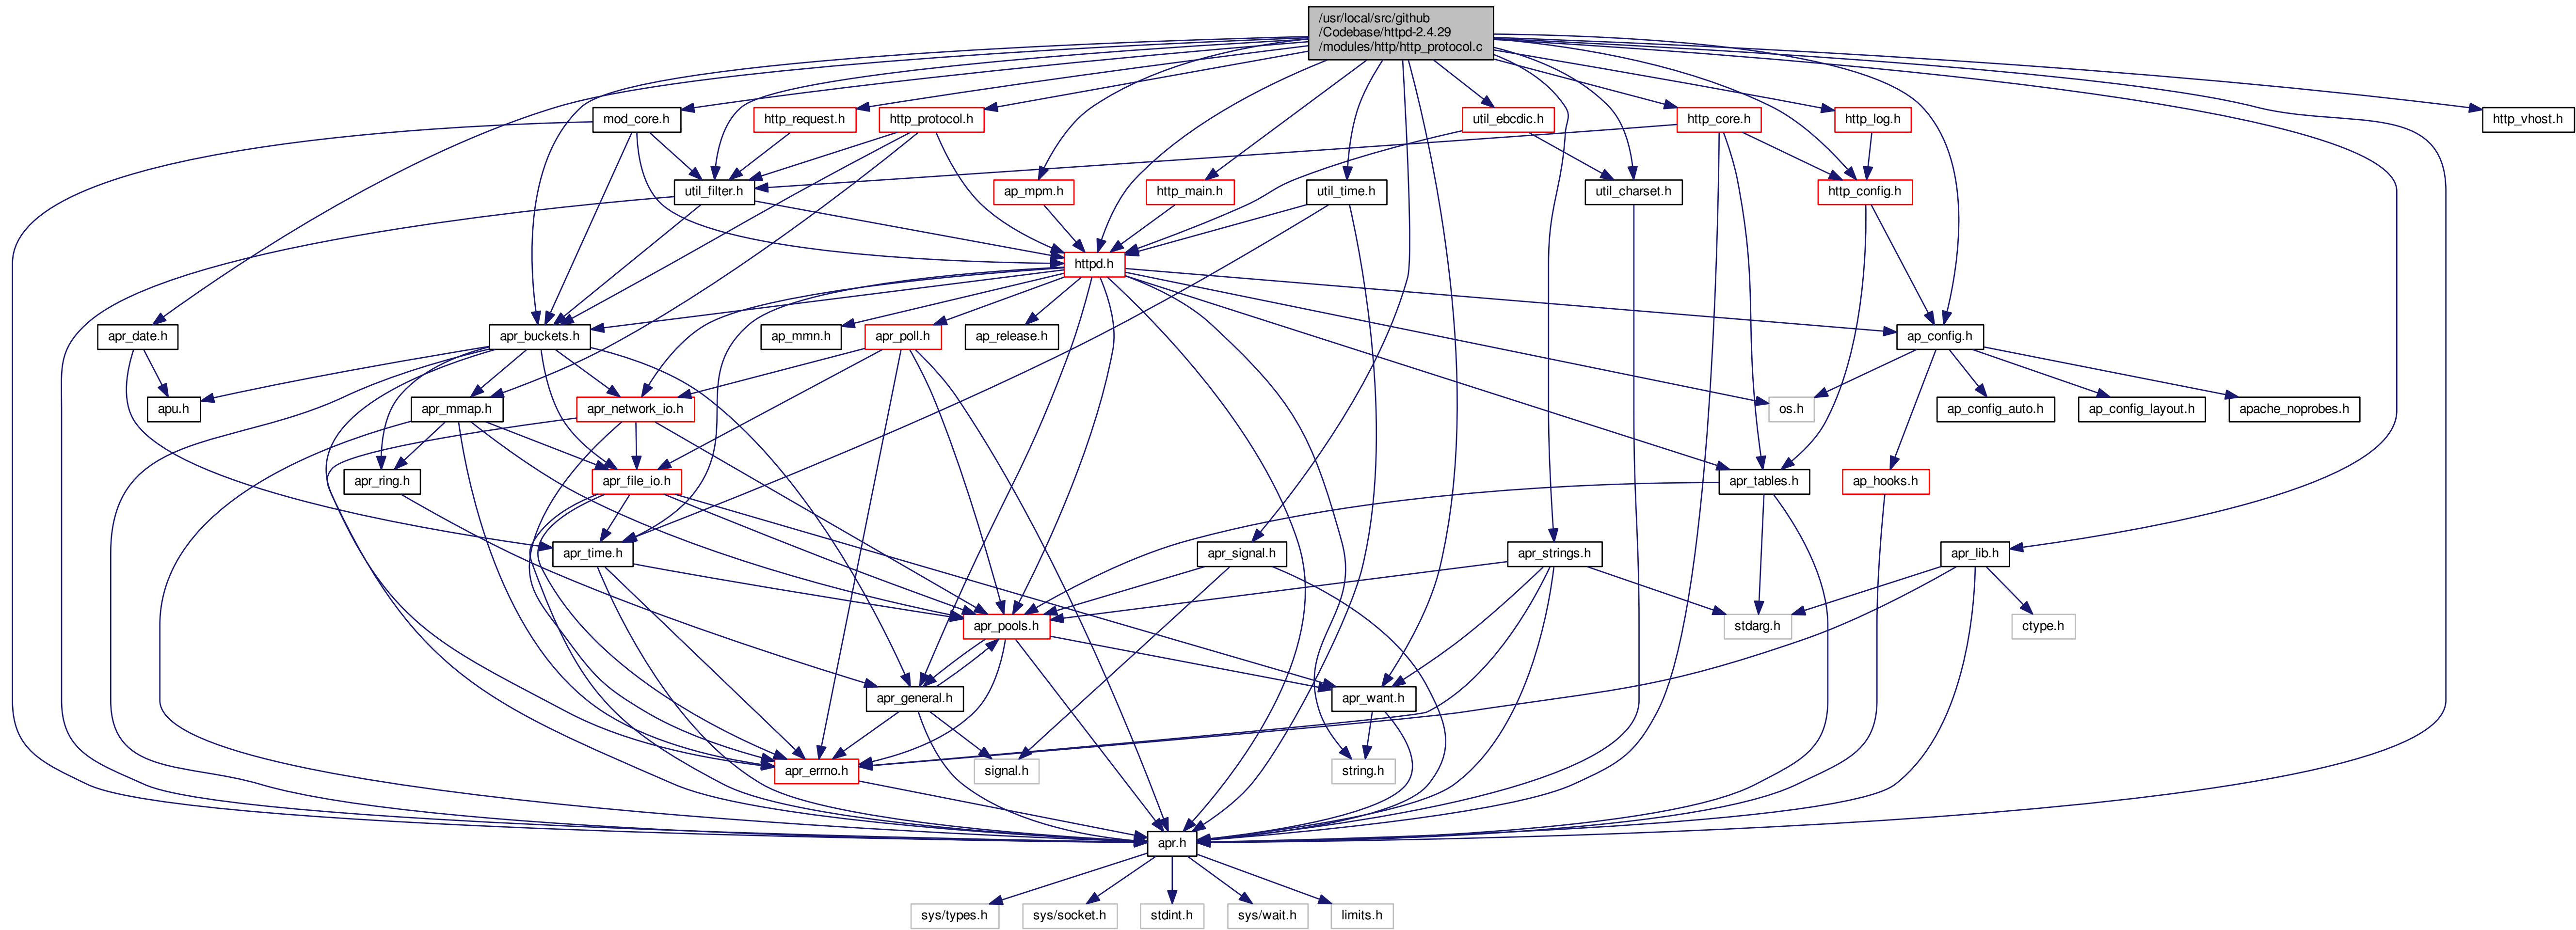 /usr/local/src/github
/Codebase/httpd-2.4.29
/modules/http/http_protocol.c
mod_core.h
http_request.h
http_protocol.h
util_ebcdic.h
http_core.h
http_log.h
http_vhost.h
util_filter.h
ap_mpm.h
http_main.h
util_time.h
util_charset.h
http_config.h
httpd.h
apr_date.h
apr_buckets.h
ap_mmn.h
apr_poll.h
ap_release.h
ap_config.h
apu.h
apr_mmap.h
apr_network_io.h
os.h
ap_config_auto.h
ap_config_layout.h
apache_noprobes.h
apr_ring.h
apr_file_io.h
apr_tables.h
ap_hooks.h
apr_time.h
apr_signal.h
apr_strings.h
apr_lib.h
apr_pools.h
stdarg.h
ctype.h
apr_general.h
apr_want.h
apr_errno.h
signal.h
string.h
apr.h
sys/types.h
sys/socket.h
stdint.h
sys/wait.h
limits.h